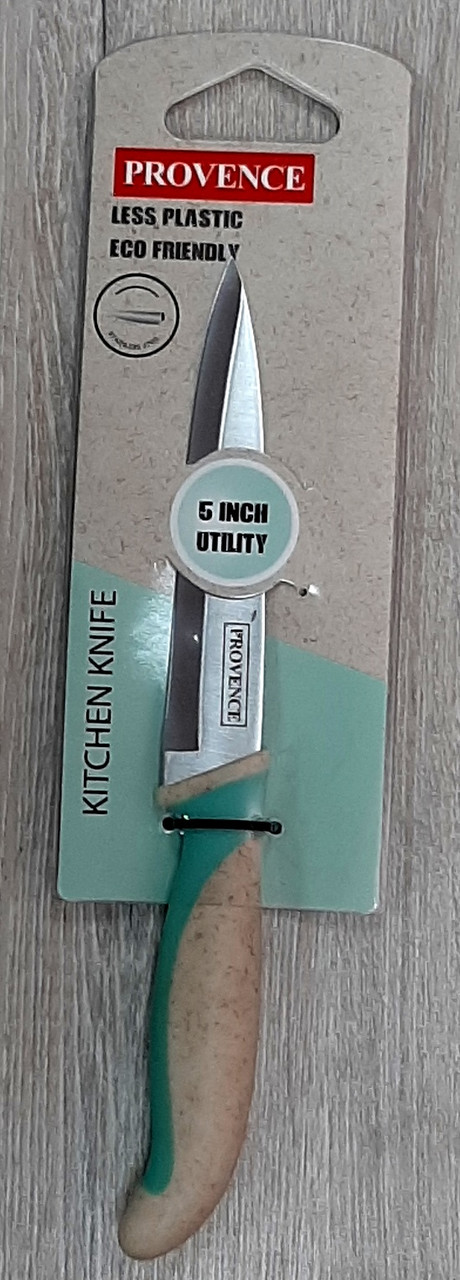 PROVENCE
LESS PLASTIC
ECO FRIENDLY
5 INCH
UTILITY
PROVENCE
KITCHEN KNIFE